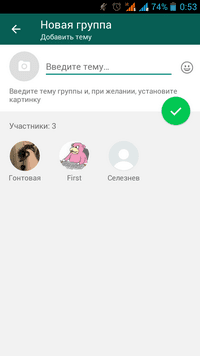 74% 0:53
Новая группа
Добавить тему
Введите тему...
Введите тему группы и, при желании, установите
картинку
Участники: 3
Гонтовая First Селезнев